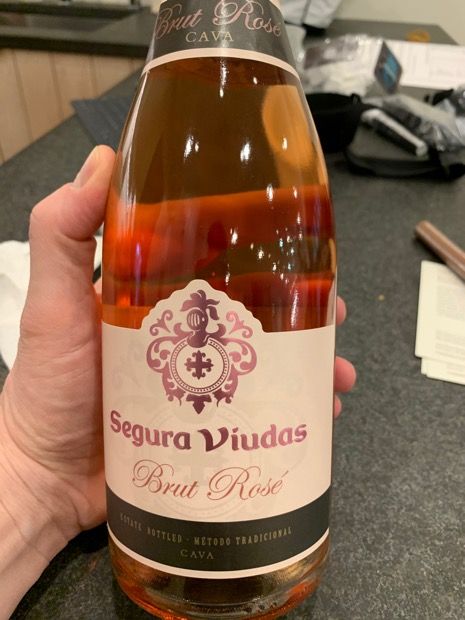 Brut Rosé
CAVA
Segura Viudas
Brut Rosé
ESTATE BOTTLED - MÉTODO TRADICIONAL
CAVA